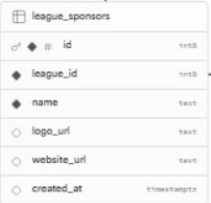 league_sponsors
id int8
league_id int8
name text
logo_url text
website_url text
created_at timestamptz